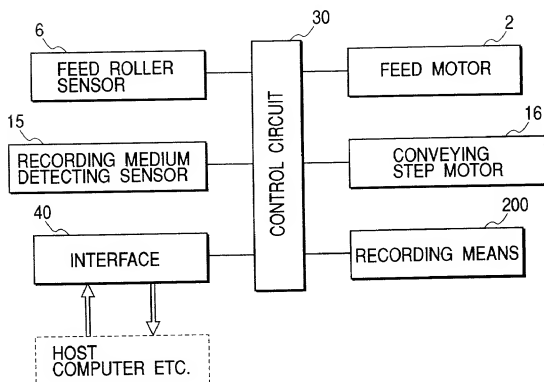 6
FEED ROLLER
SENSOR
15
RECORDING MEDIUM
DETECTING SENSOR
40
INTERFACE
HOST
COMPUTER ETC.
30
CONTROL CIRCUIT
2
FEED MOTOR
16
CONVEYING
STEP MOTOR
200
RECORDING MEANS